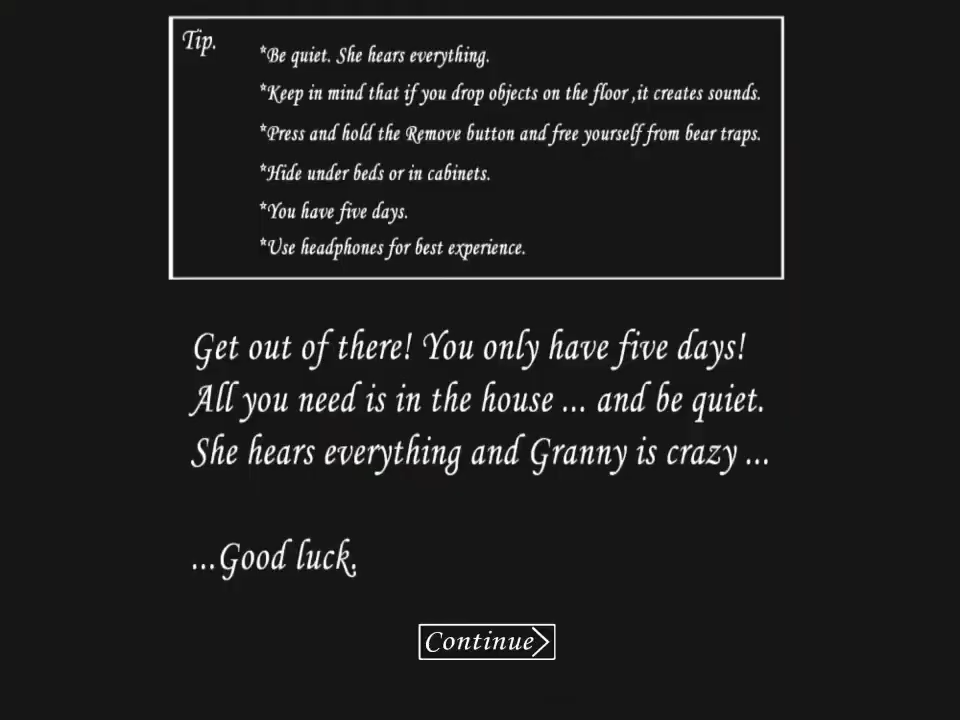 Tip.
*Be quiet. She hears everything.
*Keep in mind that if you drop objects on the floor ,it creates sounds.
*Press and hold the Remove button and free yourself from bear traps.
*Hide under beds or in cabinets.
*You have five days.
*Use headphones for best experience.
Get out of there! You only have five days!
All you need is in the house ... and be quiet.
She hears everything and Granny is crazy ...
...Good luck.
Continue